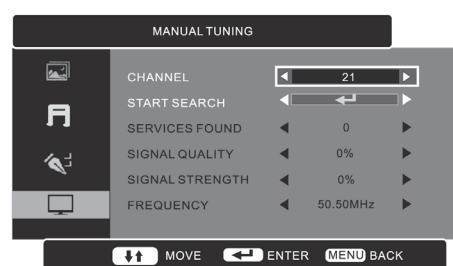 MANUAL TUNING
CHANNEL 21
START SEARCH
SERVICES FOUND 0
SIGNAL QUALITY 0%
SIGNAL STRENGTH 0%
FREQUENCY 50.50MHz
MOVE ENTER MENU BACK